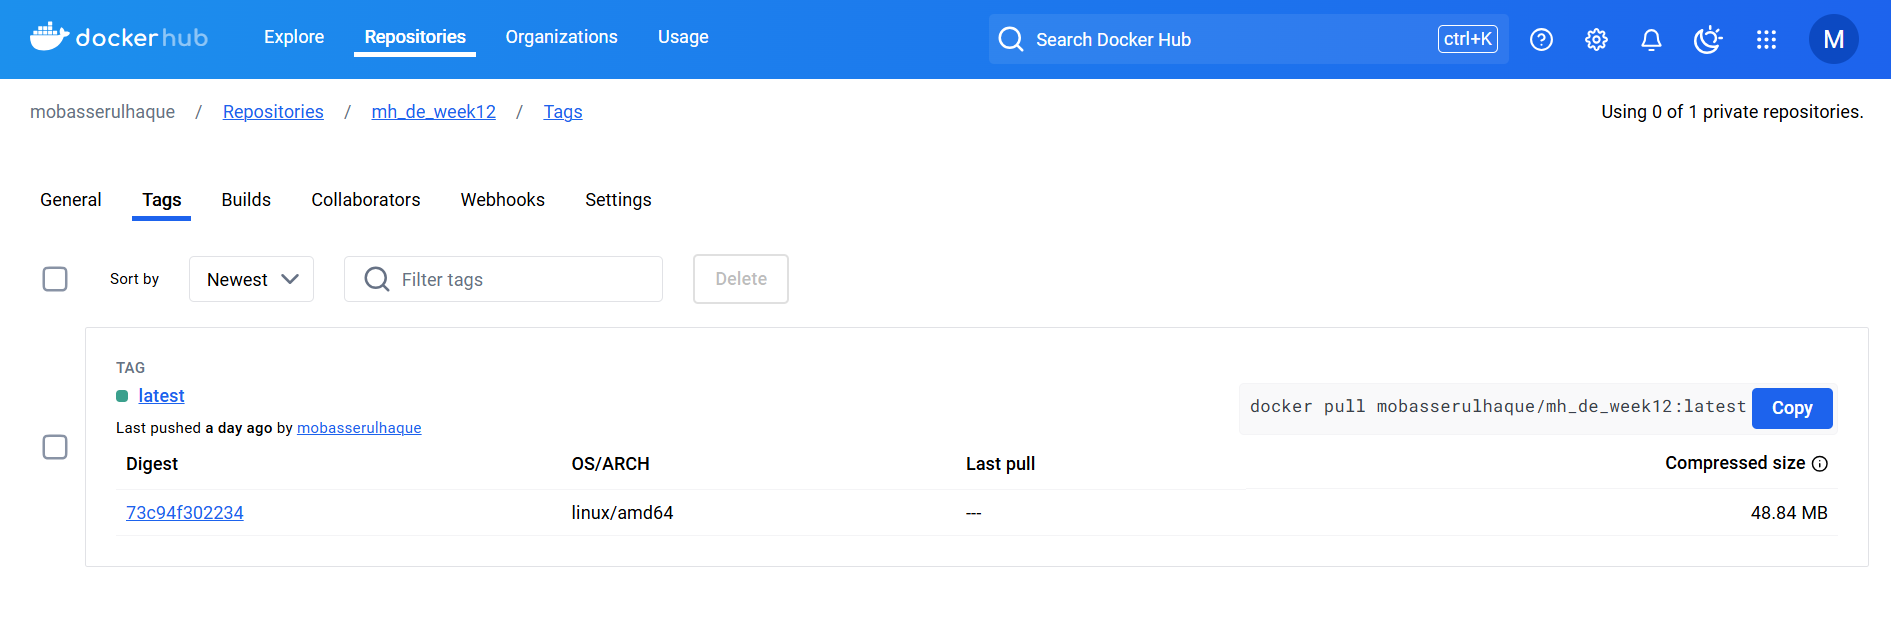 dockerhub Explore Repositories Organizations Usage Search Docker Hub ctrl+K M
mobasserulhaque / Repositories / mh_de_week12 / Tags Using 0 of 1 private repositories.
General Tags Builds Collaborators Webhooks Settings
Sort by Newest Filter tags Delete
TAG
latest
docker pull mobasserulhaque/mh_de_week12:latest Copy
Last pushed a day ago by mobasserulhaque
Digest OS/ARCH Last pull Compressed size
73c94f302234 linux/amd64 --- 48.84 MB